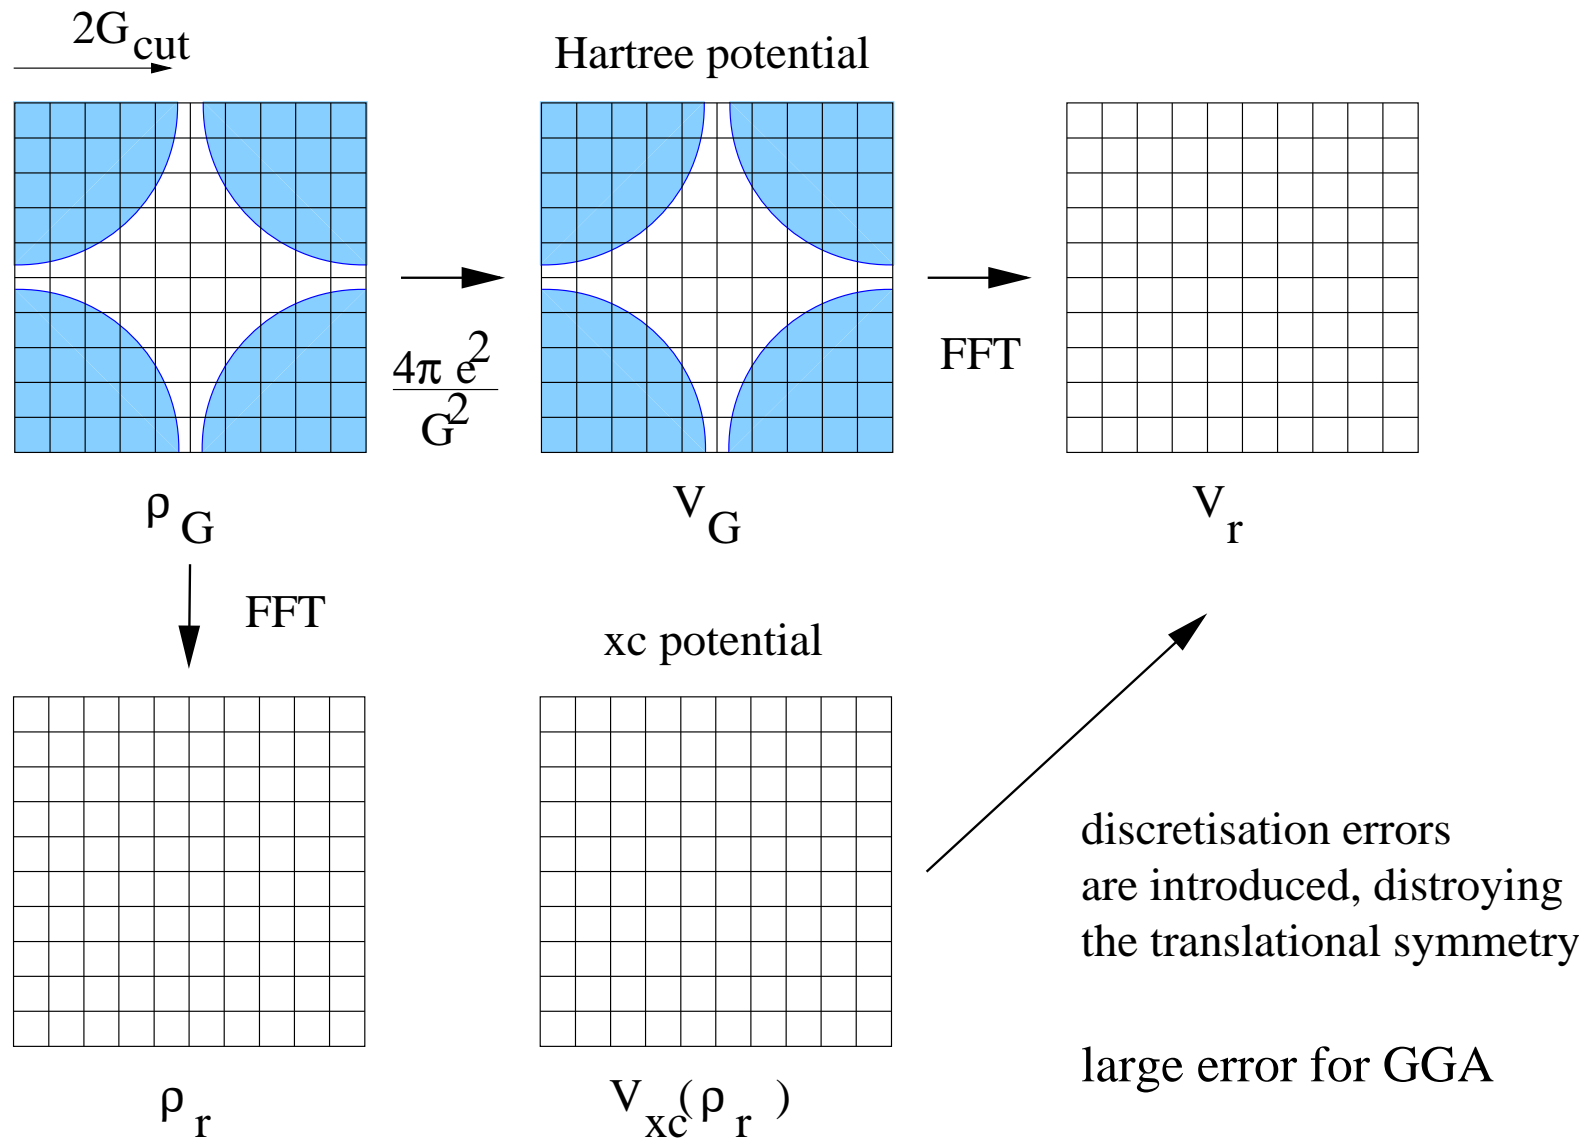 2G_cut
Hartree potential
4π e^2
G^2
FFT
ρ_G
V_G
V_r
FFT
xc potential
discretisation errors
are introduced, distroying
the translational symmetry
large error for GGA
ρ_r
V_xc(ρ_r)